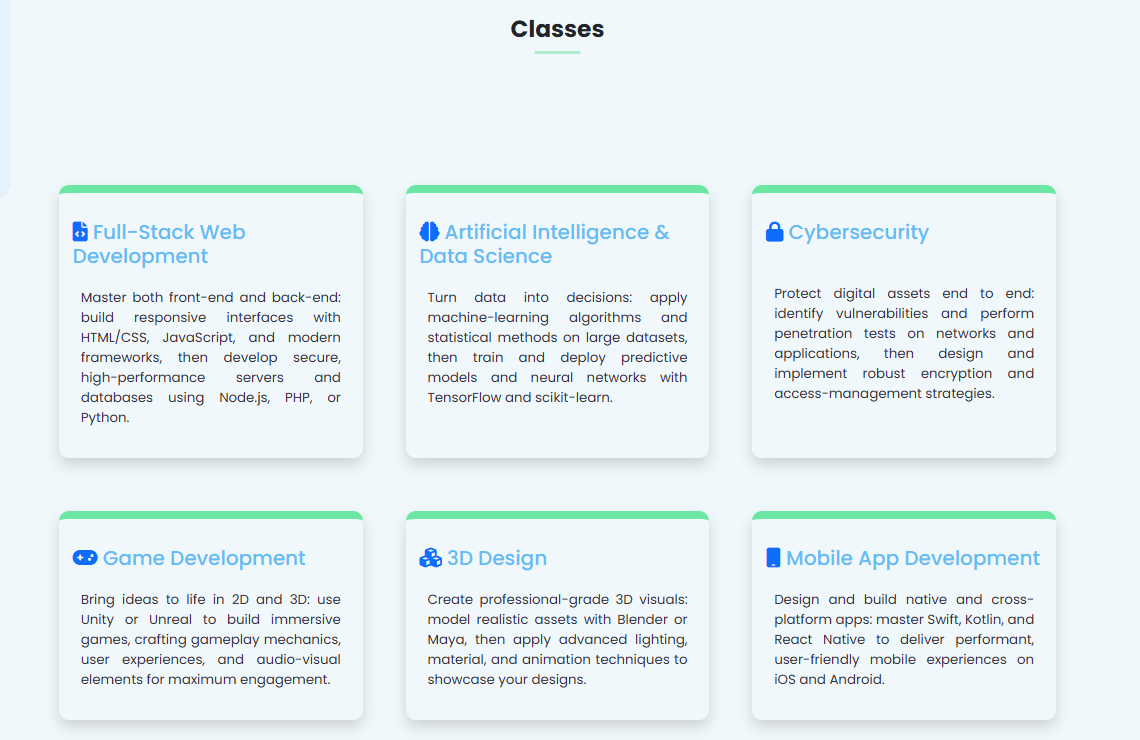 Classes
Full-Stack Web
Development
Master both front-end and back-end:
build responsive interfaces with
HTML/CSS, JavaScript, and modern
frameworks, then develop secure,
high-performance servers and
databases using Node.js, PHP, or
Python.
Artificial Intelligence &
Data Science
Turn data into decisions: apply
machine-learning algorithms and
statistical methods on large datasets,
then train and deploy predictive
models and neural networks with
TensorFlow and scikit-learn.
Cybersecurity
Protect digital assets end to end:
identify vulnerabilities and perform
penetration tests on networks and
applications, then design and
implement robust encryption and
access-management strategies.
Game Development
Bring ideas to life in 2D and 3D: use
Unity or Unreal to build immersive
games, crafting gameplay mechanics,
user experiences, and audio-visual
elements for maximum engagement.
3D Design
Create professional-grade 3D visuals:
model realistic assets with Blender or
Maya, then apply advanced lighting,
material, and animation techniques to
showcase your designs.
Mobile App Development
Design and build native and cross-
platform apps: master Swift, Kotlin, and
React Native to deliver performant,
user-friendly mobile experiences on
iOS and Android.